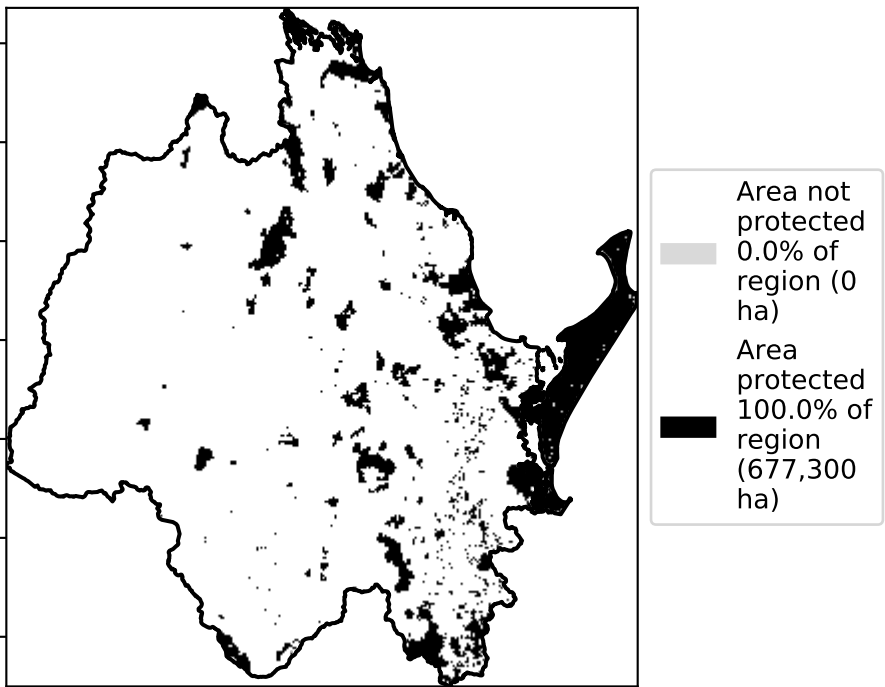 Area not
protected
0.0% of
region (0
ha)
Area
protected
100.0% of
region
(677,300
ha)